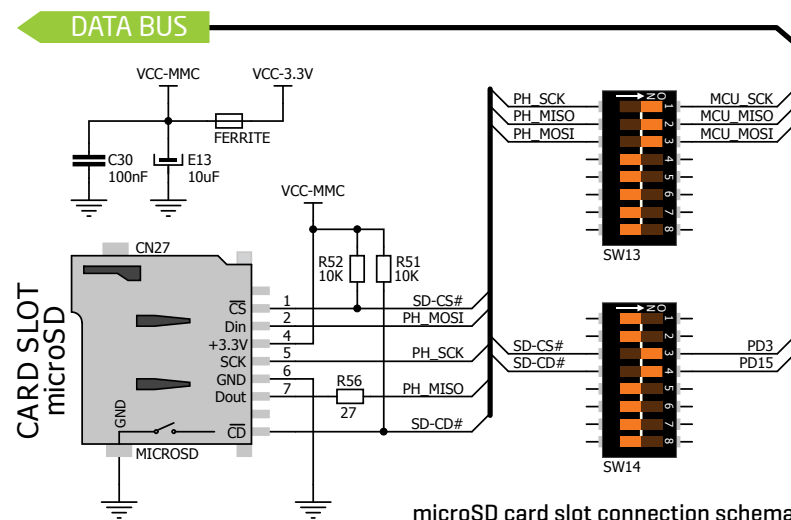 DATA BUS
VCC-MMC VCC-3.3V
FERRITE
C30
100nF
E13
10uF
VCC-MMC
R52
10K
R51
10K
CARD SLOT
microSD
CN27
CS 1 SD-CS#
Din 2 PH_MOSI
+3.3V 4
SCK 5 PH_SCK
GND 6
Dout 7 R56 27 PH_MISO
CD SD-CD#
GND
MICROSD
PH_SCK 1 MCU_SCK
PH_MISO 2 MCU_MISO
PH_MOSI 3 MCU_MOSI
4
5
6
7
8
ON
SW13
ON
1
2
SD-CS# 3 PD3
SD-CD# 4 PD15
5
6
7
8
SW14
microSD card slot connection schema